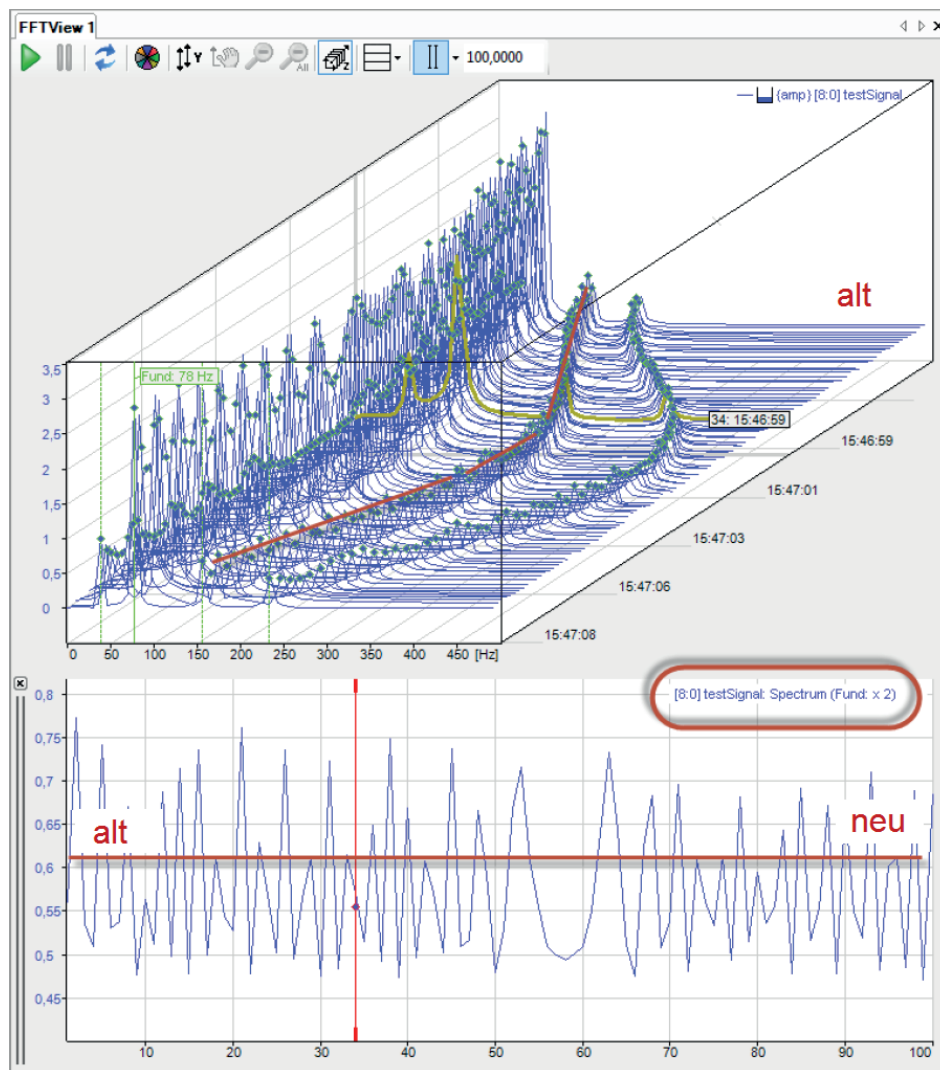 FFTView 1
Y
All
z
100,0000
{amp} [8:0] testSignal
alt
3,5
Fund: 78 Hz
3
34: 15:46:59
2,5
15:46:59
2
15:47:01
1,5
15:47:03
1
15:47:06
0,5
0
15:47:08
0 50 100 150 200 250 300 350 400 450 [Hz]
[8:0] testSignal: Spectrum (Fund: x 2)
0,8
0,75
0,7
0,65
alt
neu
0,6
0,55
0,5
0,45
10 20 30 40 50 60 70 80 90 100